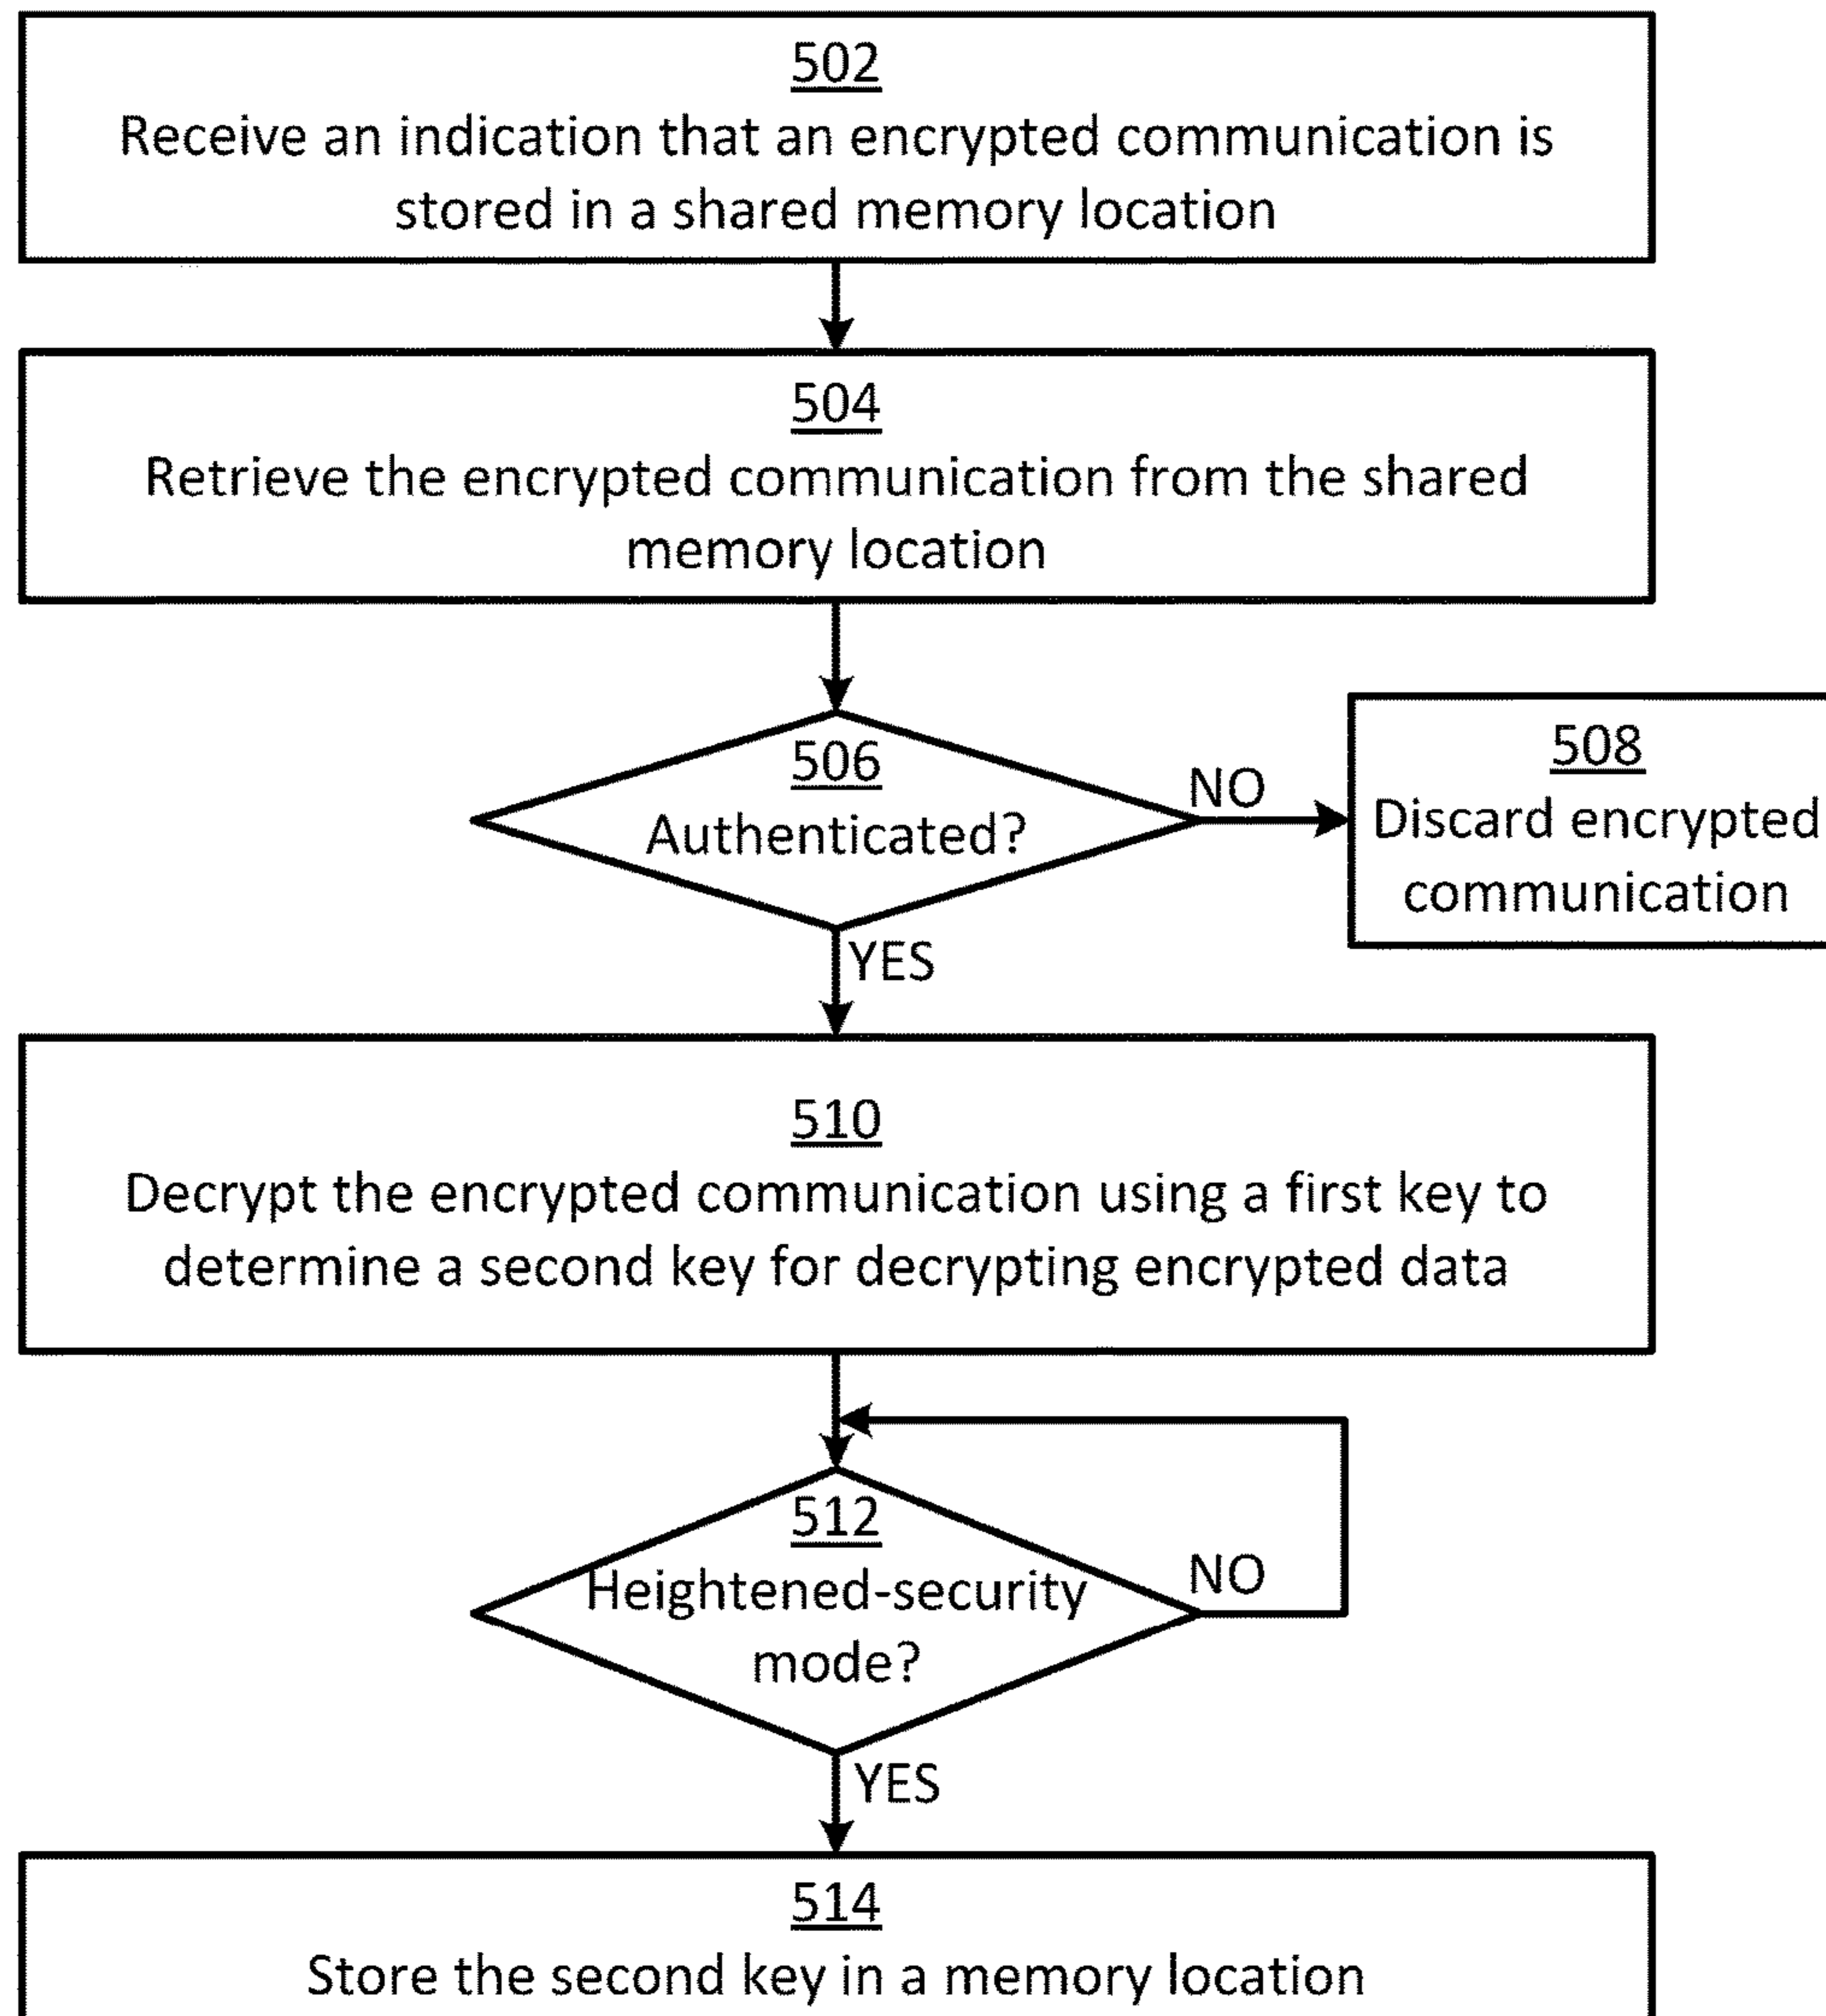 502
Receive an indication that an encrypted communication is
stored in a shared memory location
504
Retrieve the encrypted communication from the shared
memory location
506
Authenticated?
NO
508
Discard encrypted
communication
YES
510
Decrypt the encrypted communication using a first key to
determine a second key for decrypting encrypted data
512
Heightened-security
mode?
NO
YES
514
Store the second key in a memory location